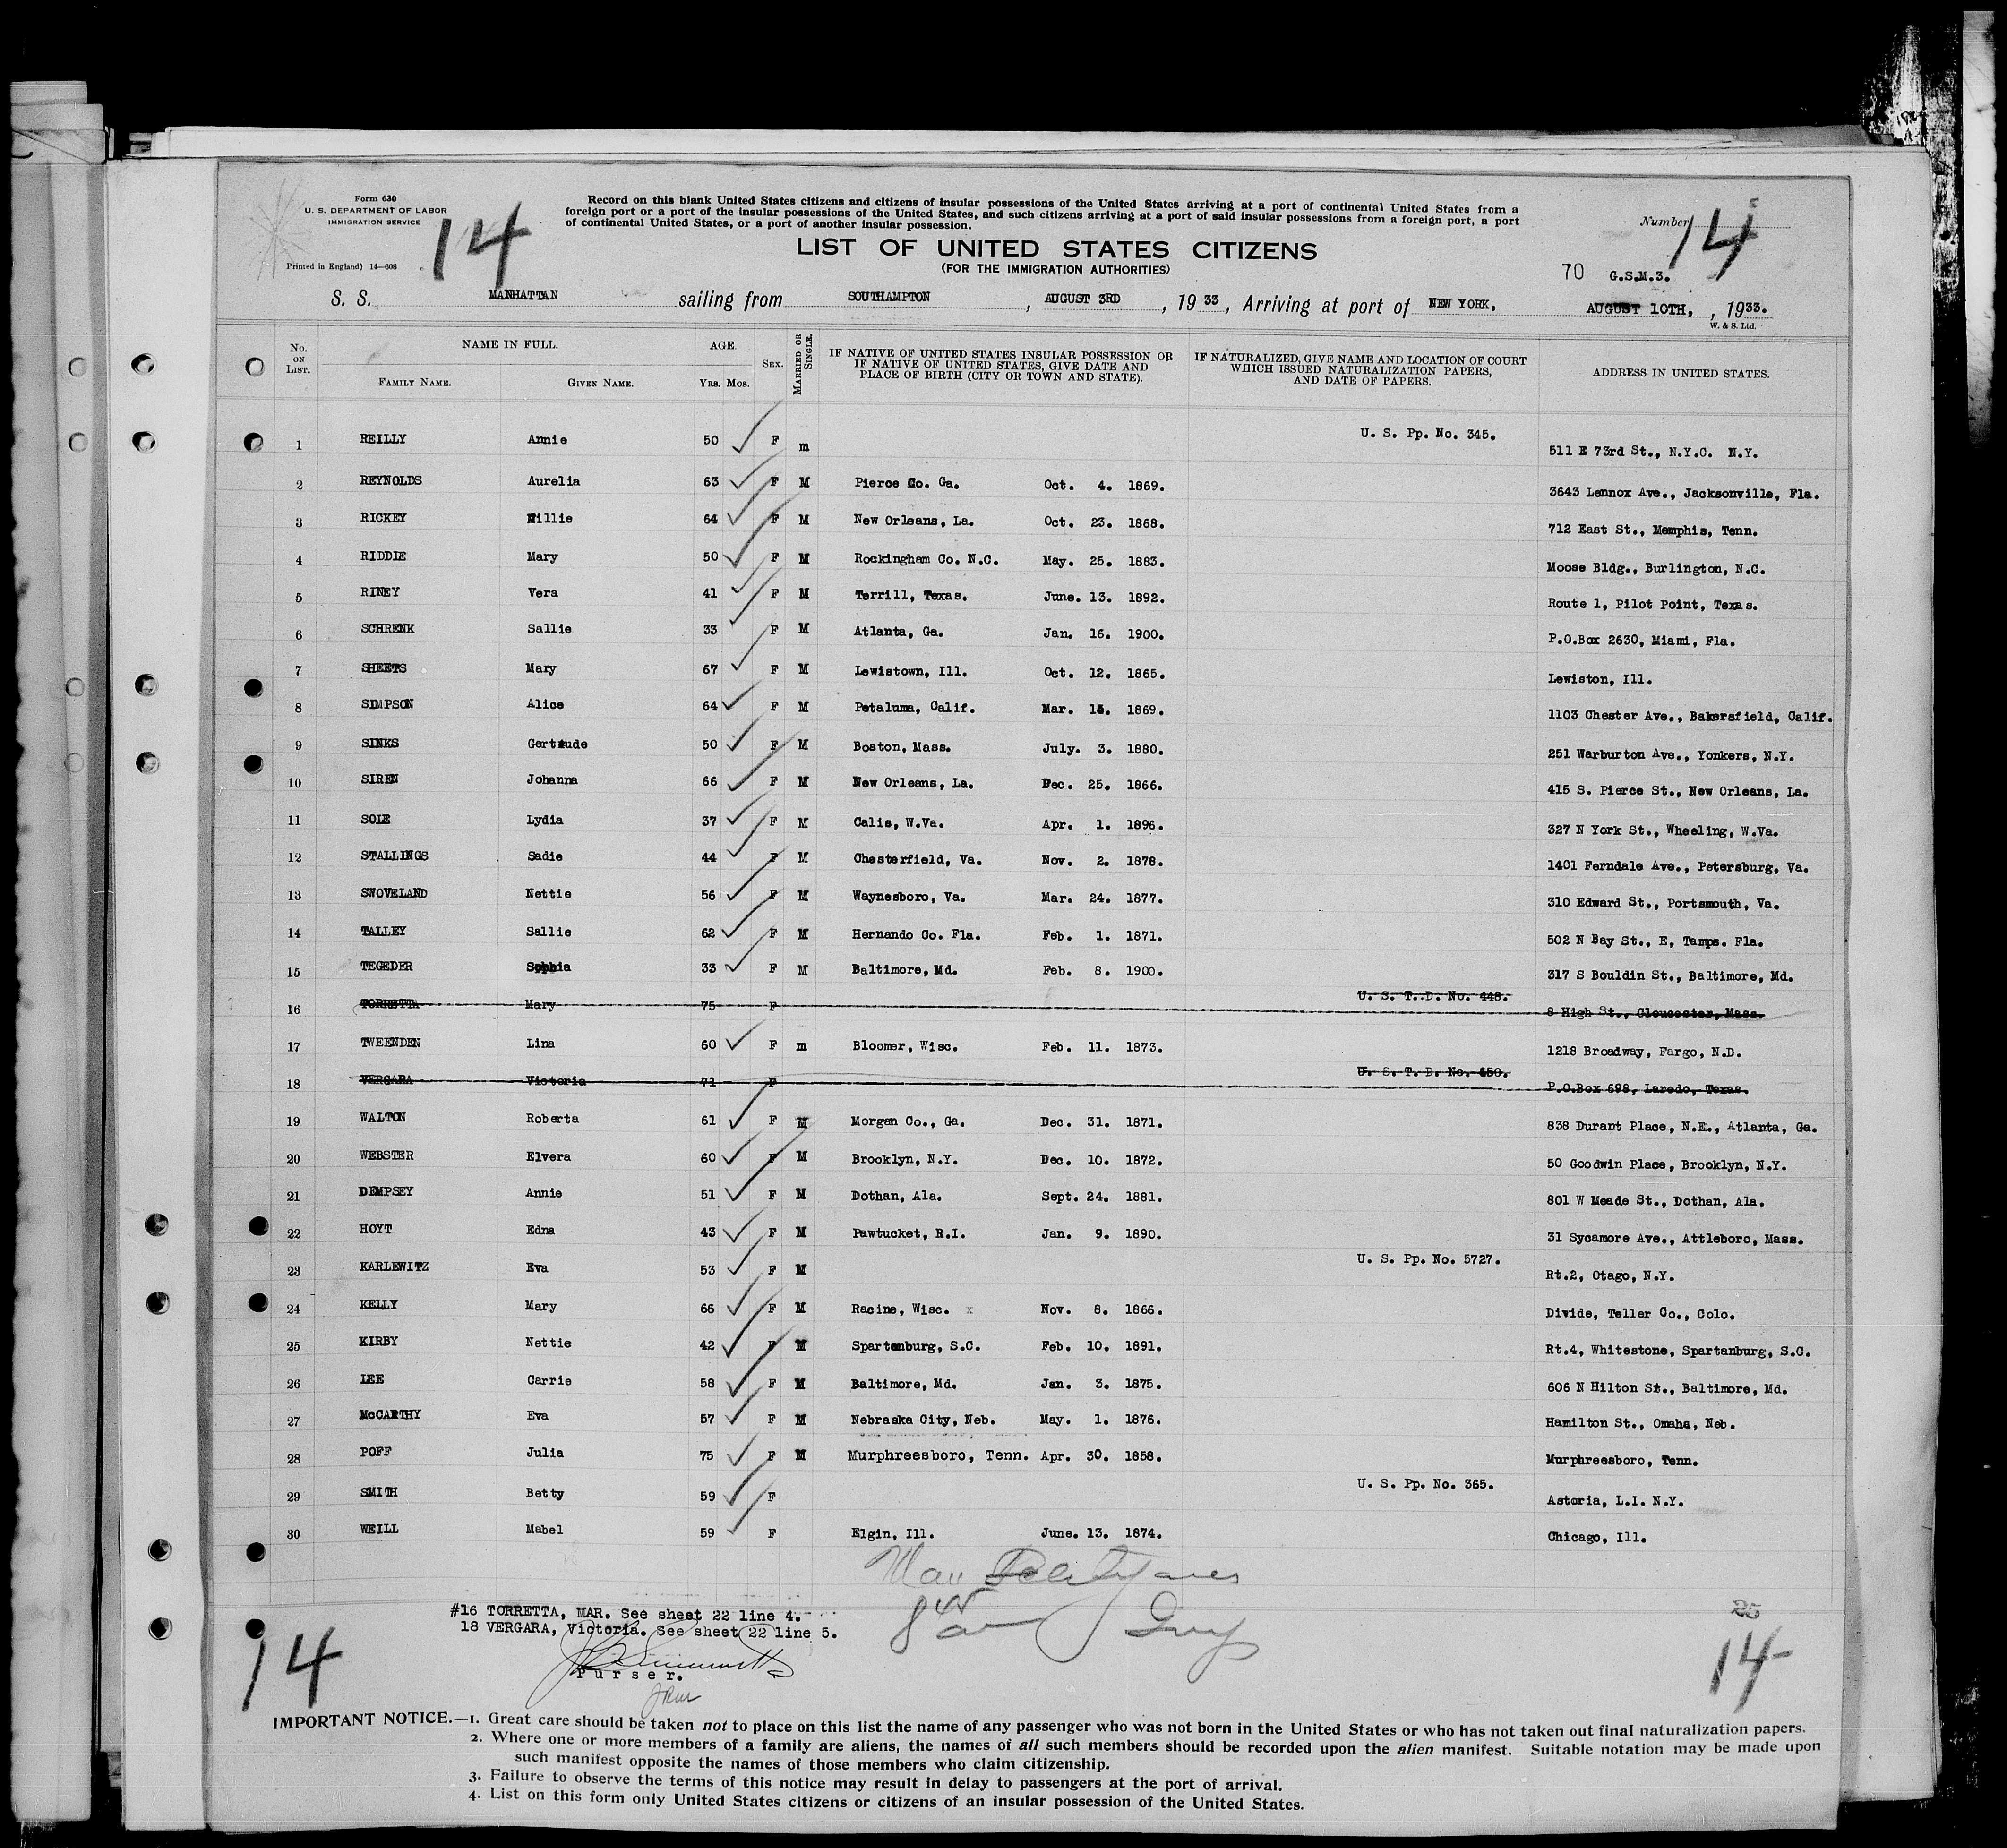 Form 630
U. S. DEPARTMENT OF LABOR
IMMIGRATION SERVICE
14
Printed in England) 14—608
Record on this blank United States citizens and citizens of insular possessions of the United States arriving at a port of continental United States from a
foreign port or a port of the insular possessions of the United States, and such citizens arriving at a port of said insular possessions from a foreign port, a port
of continental United States, or a port of another insular possession.
Number 14
LIST OF UNITED STATES CITIZENS
(FOR THE IMMIGRATION AUTHORITIES)
70 G.S.M.3.
S. S. MANHATTAN sailing from SOUTHAMPTON , AUGUST 3RD , 19 33 , Arriving at port of NEW YORK, AUGUST 10TH, , 1933.
W. & S. Ltd.
No. ON LIST. NAME IN FULL. FAMILY NAME. GIVEN NAME. AGE. YRS. MOS. SEX. MARRIED OR SINGLE. IF NATIVE OF UNITED STATES INSULAR POSSESSION OR IF NATIVE OF UNITED STATES, GIVE DATE AND PLACE OF BIRTH (CITY OR TOWN AND STATE). IF NATURALIZED, GIVE NAME AND LOCATION OF COURT WHICH ISSUED NATURALIZATION PAPERS, AND DATE OF PAPERS. ADDRESS IN UNITED STATES.
1 REILLY Annie 50 F m U. S. Pp. No. 345. 511 E 73rd St., N.Y.C. N.Y.
2 REYNOLDS Aurelia 63 F M Pierce Co. Ga. Oct. 4. 1869. 3643 Lennox Ave., Jacksonville, Fla.
3 RICKEY Nillie 64 F M New Orleans, La. Oct. 23. 1868. 712 East St., Memphis, Tenn.
4 RIDDIE Mary 50 F M Rockingham Co. N.C. May. 25. 1883. Moose Bldg., Burlington, N.C.
5 RINEY Vera 41 F M Terrill, Texas. June. 13. 1892. Route 1, Pilot Point, Texas.
6 SCHRENK Sallie 33 F M Atlanta, Ga. Jan. 16. 1900. P.O.Box 2630, Miami, Fla.
7 SHEETS Mary 67 F M Lewistown, Ill. Oct. 12. 1865. Lewiston, Ill.
8 SIMPSON Alice 64 F M Petaluma, Calif. Mar. 15. 1869. 1103 Chester Ave., Bakersfield, Calif.
9 SINKS Gertrude 50 F M Boston, Mass. July. 3. 1880. 251 Warburton Ave., Yonkers, N.Y.
10 SIREN Johanna 66 F M New Orleans, La. Dec. 25. 1866. 415 S. Pierce St., New Orleans, La.
11 SOLE Lydia 37 F M Calis, W.Va. Apr. 1. 1896. 327 N York St., Wheeling, W.Va.
12 STALLINGS Sadie 44 F M Chesterfield, Va. Nov. 2. 1878. 1401 Ferndale Ave., Petersburg, Va.
13 SWOVELAND Nettie 56 F M Waynesboro, Va. Mar. 24. 1877. 310 Edward St., Portsmouth, Va.
14 TALLEY Sallie 62 F M Hernando Co. Fla. Feb. 1. 1871. 502 N Bay St., E, Tamps. Fla.
15 TEGEDER Sophia 33 F M Baltimore, Md. Feb. 8. 1900. 317 S Bouldin St., Baltimore, Md.
16 TORRETTA Mary 75 F U. S. T. D. No. 448. 8 High St., Gloucester, Mass.
17 TWEENDEN Lina 60 F m Bloomer, Wisc. Feb. 11. 1873. 1218 Broadway, Fargo, N.D.
18 VERGARA Victoria 71 F U. S. T. D. No. 450. P.O.Box 698, Laredo, Texas.
19 WALTON Roberta 61 F M Morgan Co., Ga. Dec. 31. 1871. 838 Durant Place, N.E., Atlanta, Ga.
20 WEBSTER Elvera 60 F M Brooklyn, N.Y. Dec. 10. 1872. 50 Goodwin Place, Brooklyn, N.Y.
21 DEMPSEY Annie 51 F M Dothan, Ala. Sept. 24. 1881. 801 W Meade St., Dothan, Ala.
22 HOYT Edna 43 F M Pawtucket, R.I. Jan. 9. 1890. 31 Sycamore Ave., Attleboro, Mass.
23 KARLEWITZ Eva 53 F M U. S. Pp. No. 5727. Rt.2, Otago, N.Y.
24 KELLY Mary 66 F M Racine, Wisc. x Nov. 8. 1866. Divide, Teller Co., Colo.
25 KIRBY Nettie 42 F M Spartanburg, S.C. Feb. 10. 1891. Rt.4, Whitestone, Spartanburg, S.C.
26 LEE Carrie 58 F M Baltimore, Md. Jan. 3. 1875. 606 N Hilton St., Baltimore, Md.
27 McCARTHY Eva 57 F M Nebraska City, Neb. May. 1. 1876. Hamilton St., Omaha, Neb.
28 POFF Julia 75 F M Murphreesboro, Tenn. Apr. 30. 1858. Murphreesboro, Tenn.
29 SMITH Betty 59 F U. S. Pp. No. 365. Astoria, L.I. N.Y.
30 WEILL Mabel 59 F Elgin, Ill. June. 13. 1874. Chicago, Ill.
#16 TORRETTA, MAR. See sheet 22 line 4.
18 VERGARA, Victoria. See sheet 22 line 5.
Purser.
25
14
14
IMPORTANT NOTICE.—1. Great care should be taken not to place on this list the name of any passenger who was not born in the United States or who has not taken out final naturalization papers.
2. Where one or more members of a family are aliens, the names of all such members should be recorded upon the alien manifest. Suitable notation may be made upon
such manifest opposite the names of those members who claim citizenship.
3. Failure to observe the terms of this notice may result in delay to passengers at the port of arrival.
4. List on this form only United States citizens or citizens of an insular possession of the United States.